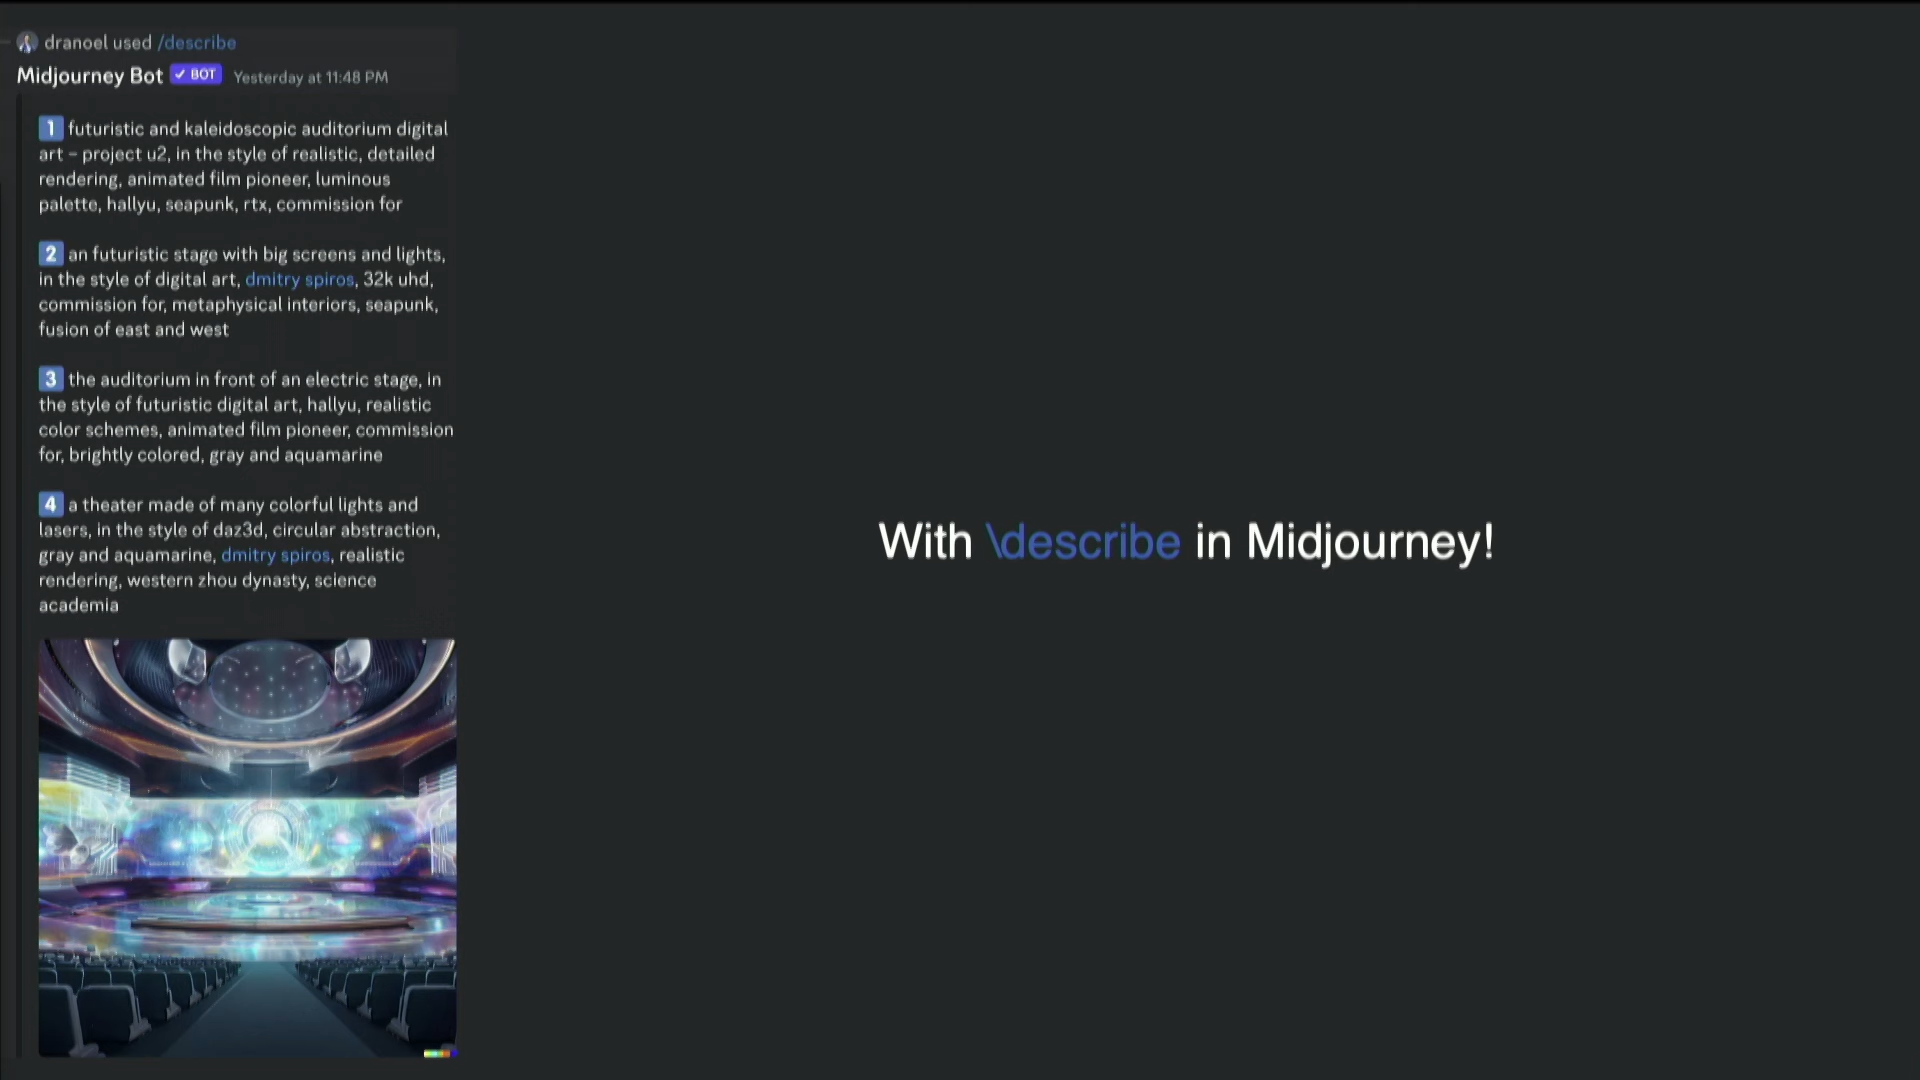 dranoel used /describe
Midjourney Bot ✓ BOT Yesterday at 11:48 PM
1 futuristic and kaleidoscopic auditorium digital
art – project u2, in the style of realistic, detailed
rendering, animated film pioneer, luminous
palette, hallyu, seapunk, rtx, commission for
2 an futuristic stage with big screens and lights,
in the style of digital art, dmitry spiros, 32k uhd,
commission for, metaphysical interiors, seapunk,
fusion of east and west
3 the auditorium in front of an electric stage, in
the style of futuristic digital art, hallyu, realistic
color schemes, animated film pioneer, commission
for, brightly colored, gray and aquamarine
4 a theater made of many colorful lights and
lasers, in the style of daz3d, circular abstraction,
gray and aquamarine, dmitry spiros, realistic
rendering, western zhou dynasty, science
academia
With \describe in Midjourney!